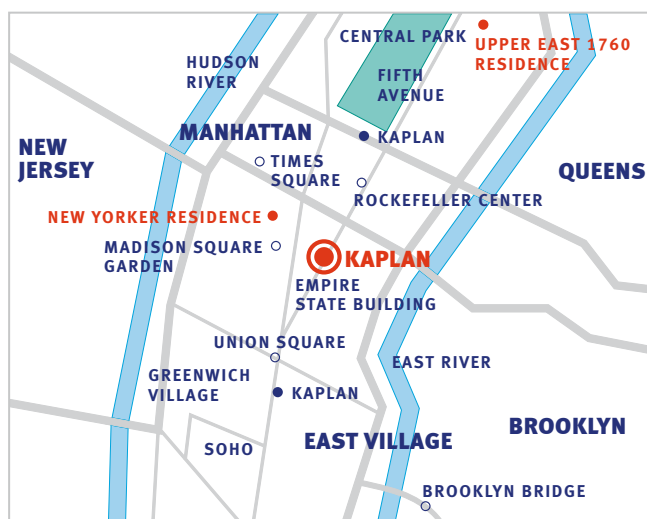 CENTRAL PARK
UPPER EAST 1760
RESIDENCE
HUDSON
RIVER
FIFTH
AVENUE
MANHATTAN
KAPLAN
NEW
JERSEY
TIMES
SQUARE
QUEENS
ROCKEFELLER CENTER
NEW YORKER RESIDENCE
MADISON SQUARE
GARDEN
KAPLAN
EMPIRE
STATE BUILDING
UNION SQUARE
EAST RIVER
GREENWICH
VILLAGE
KAPLAN
BROOKLYN
SOHO
EAST VILLAGE
BROOKLYN BRIDGE